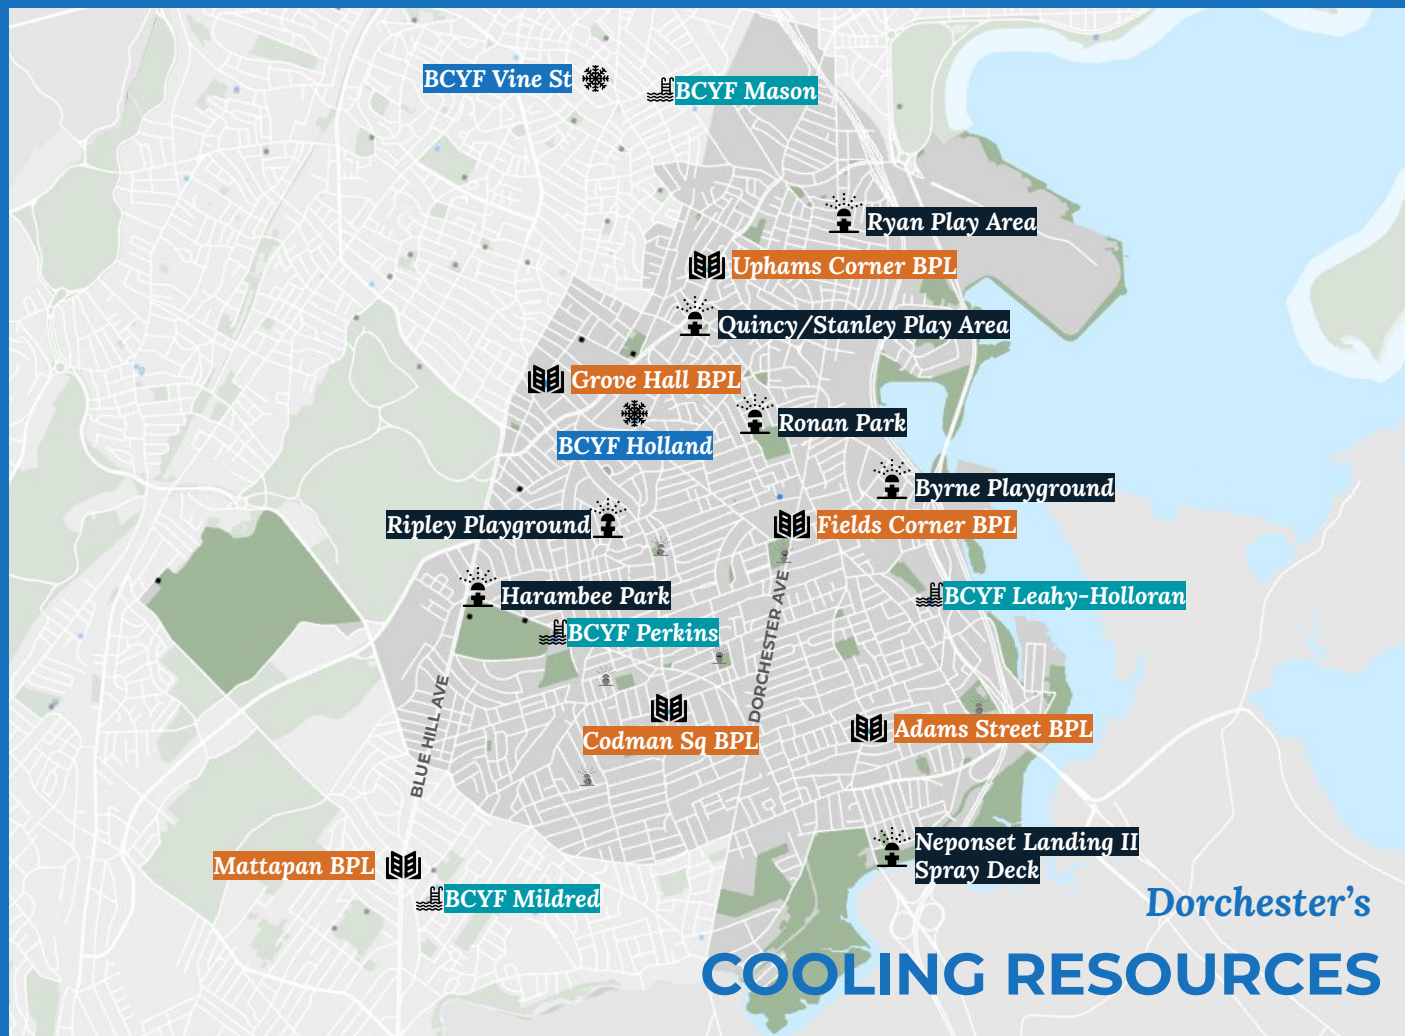 BCYF Vine St
BCYF Mason
Ryan Play Area
Uphams Corner BPL
Quincy/Stanley Play Area
Grove Hall BPL
Ronan Park
BCYF Holland
Byrne Playground
Ripley Playground
Fields Corner BPL
Harambee Park
BCYF Leahy-Holloran
BCYF Perkins
DORCHESTER AVE
BLUE HILL AVE
Codman Sq BPL
Adams Street BPL
Neponset Landing II
Spray Deck
Mattapan BPL
BCYF Mildred
Dorchester's
COOLING RESOURCES